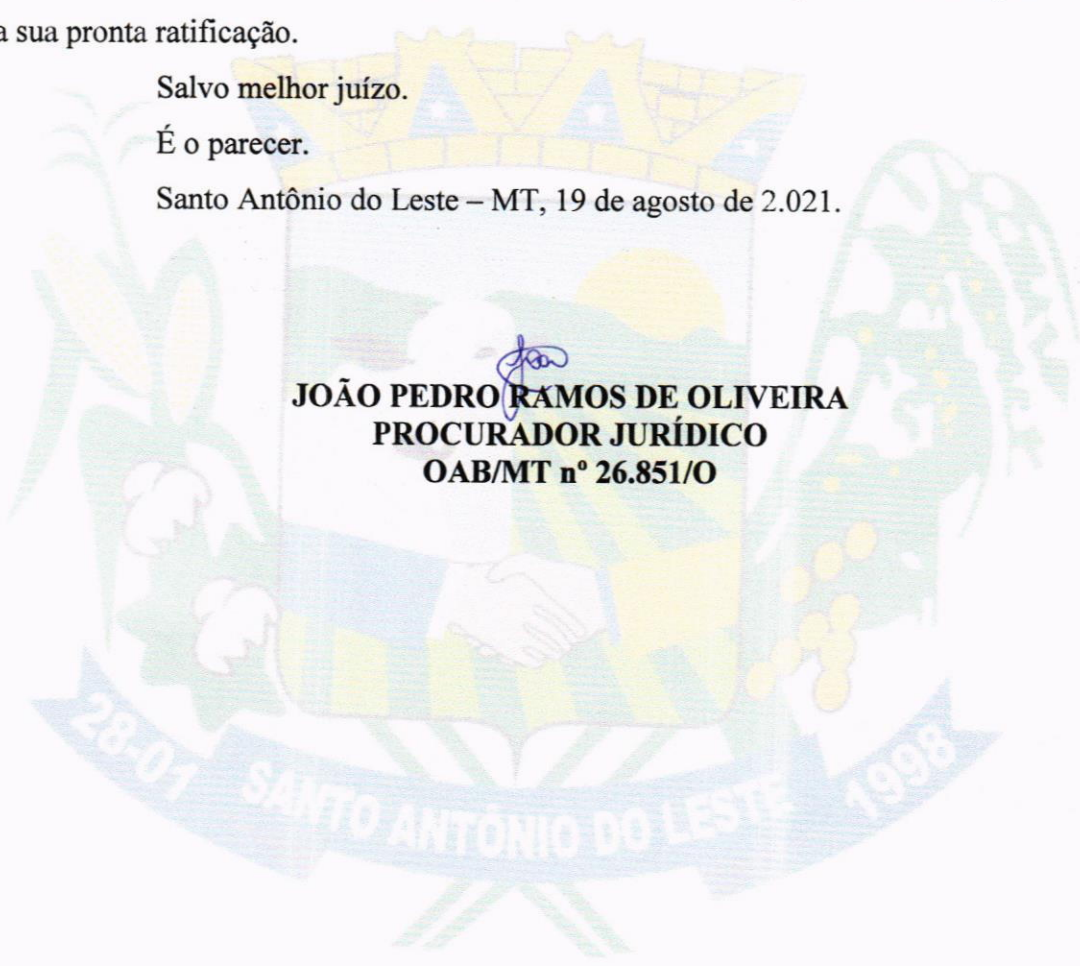 a sua pronta ratificação.
Salvo melhor juízo.
É o parecer.
Santo Antônio do Leste – MT, 19 de agosto de 2.021.
JOÃO PEDRO RAMOS DE OLIVEIRA
PROCURADOR JURÍDICO
OAB/MT nº 26.851/O
28-01 SANTO ANTÔNIO DO LESTE 1998